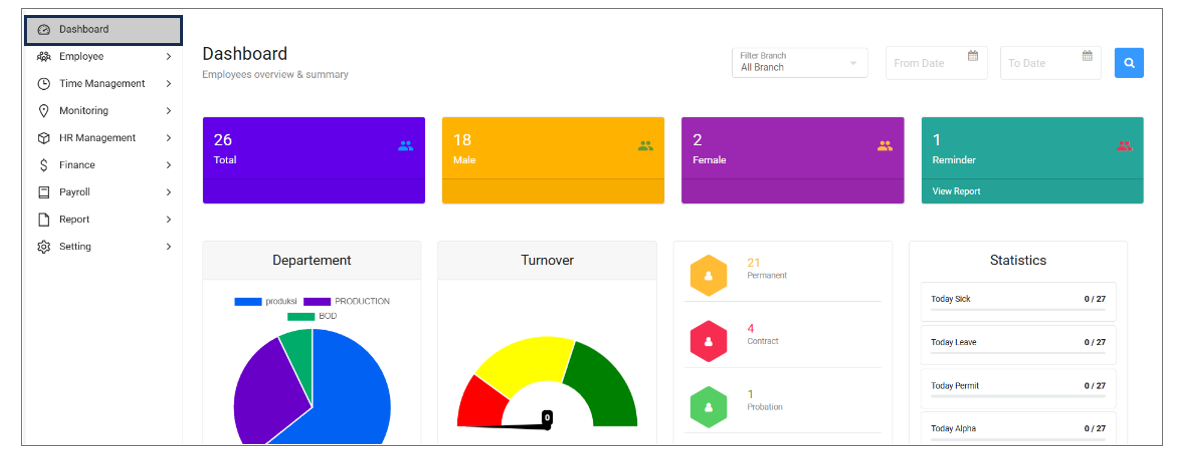 Dashboard
Employee
Time Management
Monitoring
HR Management
Finance
Payroll
Report
Setting
Dashboard
Employees overview & summary
Filter Branch
All Branch
From Date
To Date
26
Total
18
Male
2
Female
1
Reminder
View Report
Departement
produksi PRODUCTION
BOD
Turnover
0
21
Permanent
4
Contract
1
Probation
Statistics
Today Sick 0 / 27
Today Leave 0 / 27
Today Permit 0 / 27
Today Alpha 0 / 27